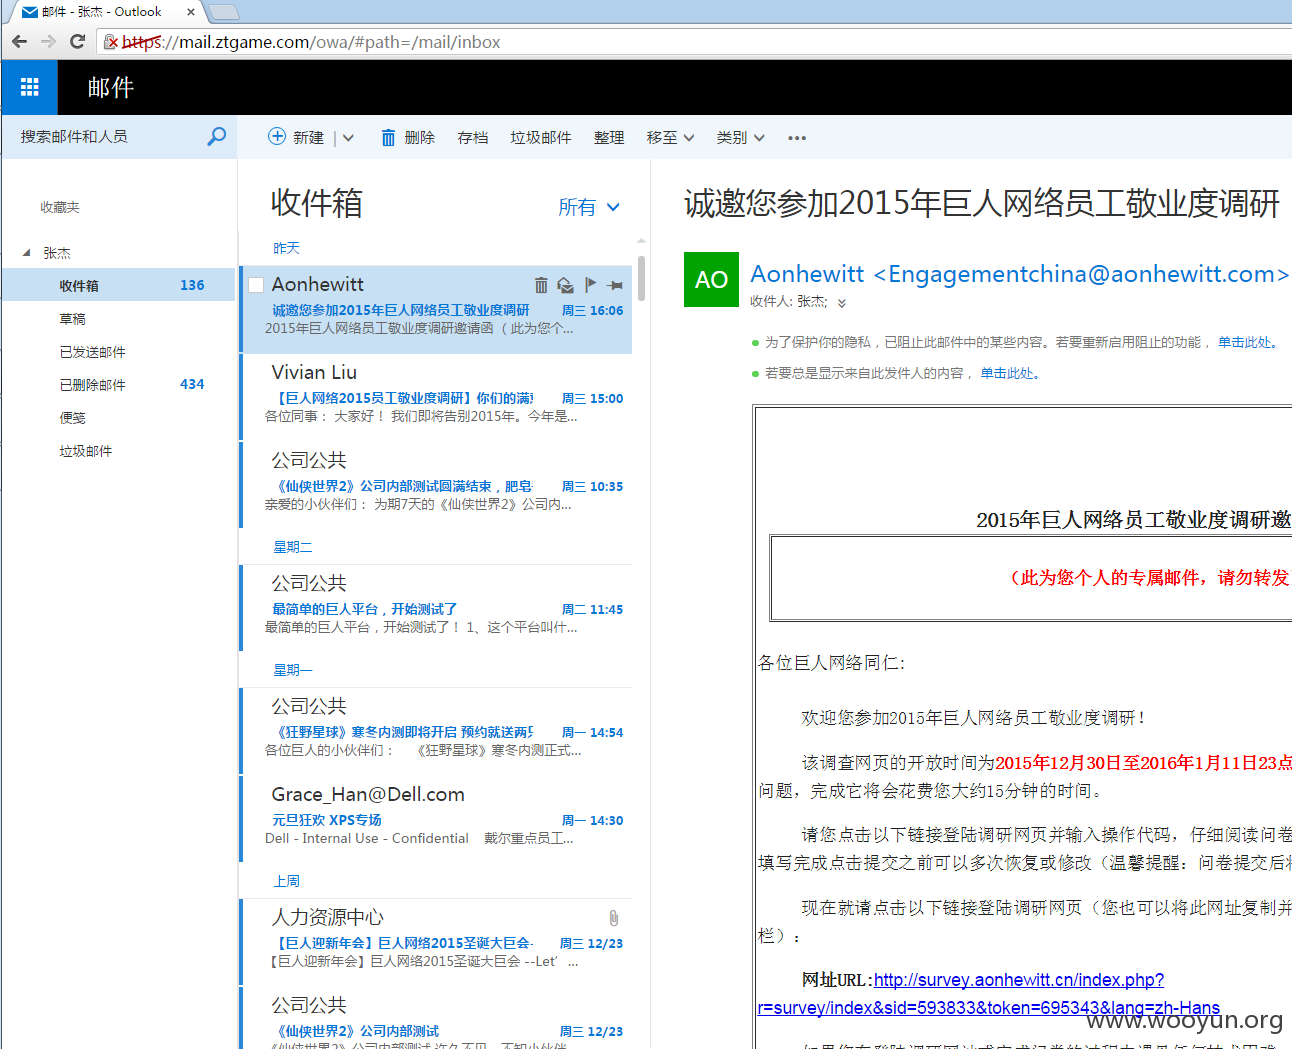 邮件 - 张杰 - Outlook
https://mail.ztgame.com/owa/#path=/mail/inbox
邮件
搜索邮件和人员
新建
删除
存档
垃圾邮件
整理
移至
类别
收藏夹
张杰
收件箱 136
草稿
已发送邮件
已删除邮件 434
便笺
垃圾邮件
收件箱
所有
昨天
Aonhewitt
诚邀您参加2015年巨人网络员工敬业度调研 周三 16:06
2015年巨人网络员工敬业度调研邀请函（ 此为您个...
Vivian Liu
【巨人网络2015员工敬业度调研】你们的满 周三 15:00
各位同事： 大家好！ 我们即将告别2015年。今年是...
公司公共
《仙侠世界2》公司内部测试圆满结束，肥皂 周三 10:35
亲爱的小伙伴们： 为期7天的《仙侠世界2》公司内...
星期二
公司公共
最简单的巨人平台，开始测试了 周二 11:45
最简单的巨人平台，开始测试了！ 1、这个平台叫什...
星期一
公司公共
《狂野星球》寒冬内测即将开启 预约就送两 周一 14:54
各位巨人的小伙伴们： 《狂野星球》寒冬内测正式...
Grace_Han@Dell.com
元旦狂欢 XPS专场 周一 14:30
Dell - Internal Use - Confidential 戴尔重点员工...
上周
人力资源中心
【巨人迎新年会】巨人网络2015圣诞大巨会- 周三 12/23
【巨人迎新年会】巨人网络2015圣诞大巨会 --Let’ ...
公司公共
《仙侠世界2》公司内部测试 周三 12/23
《仙侠世界2》公司内部测试 许久不见，不知小伙伴
诚邀您参加2015年巨人网络员工敬业度调研
AO
Aonhewitt <Engagementchina@aonhewitt.com>
收件人: 张杰;
为了保护你的隐私，已阻止此邮件中的某些内容。若要重新启用阻止的功能， 单击此处。
若要总是显示来自此发件人的内容， 单击此处。
2015年巨人网络员工敬业度调研邀
（此为您个人的专属邮件，请勿转发
各位巨人网络同仁:
欢迎您参加2015年巨人网络员工敬业度调研！
该调查网页的开放时间为2015年12月30日至2016年1月11日23点
问题，完成它将会花费您大约15分钟的时间。
请您点击以下链接登陆调研网页并输入操作代码，仔细阅读问卷
填写完成点击提交之前可以多次恢复或修改（温馨提醒：问卷提交后将
现在就请点击以下链接登陆调研网页（您也可以将此网址复制并
栏）：
网址URL:http://survey.aonhewitt.cn/index.php?
r=survey/index&sid=593833&token=695343&lang=zh-Hans
www.wooyun.org